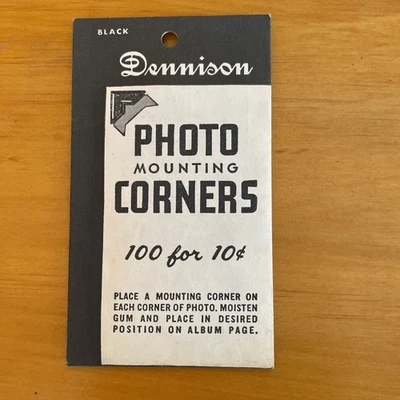 BLACK
Dennison
PHOTO
MOUNTING
CORNERS
100 for 10¢
PLACE A MOUNTING CORNER ON
EACH CORNER OF PHOTO. MOISTEN
GUM AND PLACE IN DESIRED
POSITION ON ALBUM PAGE.